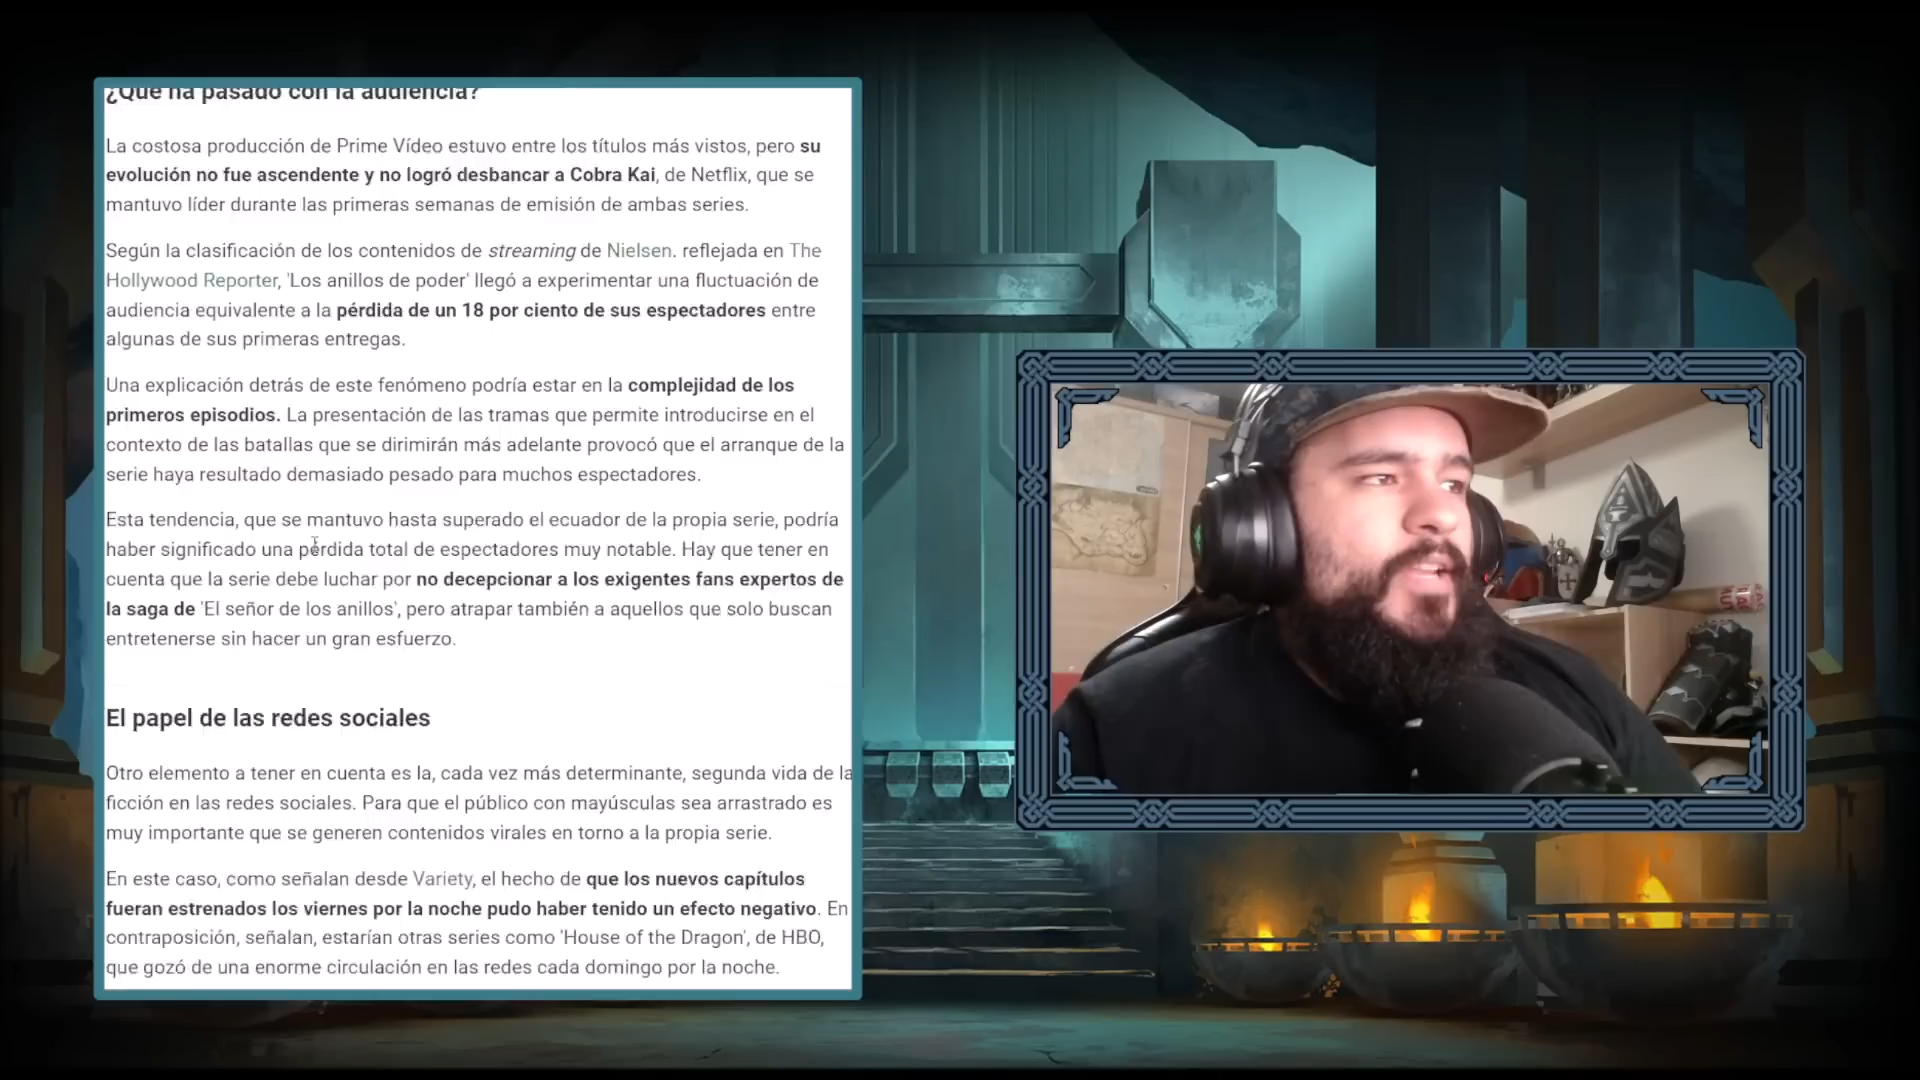 ¿Qué ha pasado con la audiencia?
La costosa producción de Prime Vídeo estuvo entre los títulos más vistos, pero su
evolución no fue ascendente y no logró desbancar a Cobra Kai, de Netflix, que se
mantuvo líder durante las primeras semanas de emisión de ambas series.
Según la clasificación de los contenidos de streaming de Nielsen. reflejada en The
Hollywood Reporter, 'Los anillos de poder' llegó a experimentar una fluctuación de
audiencia equivalente a la pérdida de un 18 por ciento de sus espectadores entre
algunas de sus primeras entregas.
Una explicación detrás de este fenómeno podría estar en la complejidad de los
primeros episodios. La presentación de las tramas que permite introducirse en el
contexto de las batallas que se dirimirán más adelante provocó que el arranque de la
serie haya resultado demasiado pesado para muchos espectadores.
Esta tendencia, que se mantuvo hasta superado el ecuador de la propia serie, podría
haber significado una pérdida total de espectadores muy notable. Hay que tener en
cuenta que la serie debe luchar por no decepcionar a los exigentes fans expertos de
la saga de 'El señor de los anillos', pero atrapar también a aquellos que solo buscan
entretenerse sin hacer un gran esfuerzo.
El papel de las redes sociales
Otro elemento a tener en cuenta es la, cada vez más determinante, segunda vida de la
ficción en las redes sociales. Para que el público con mayúsculas sea arrastrado es
muy importante que se generen contenidos virales en torno a la propia serie.
En este caso, como señalan desde Variety, el hecho de que los nuevos capítulos
fueran estrenados los viernes por la noche pudo haber tenido un efecto negativo. En
contraposición, señalan, estarían otras series como 'House of the Dragon', de HBO,
que gozó de una enorme circulación en las redes cada domingo por la noche.